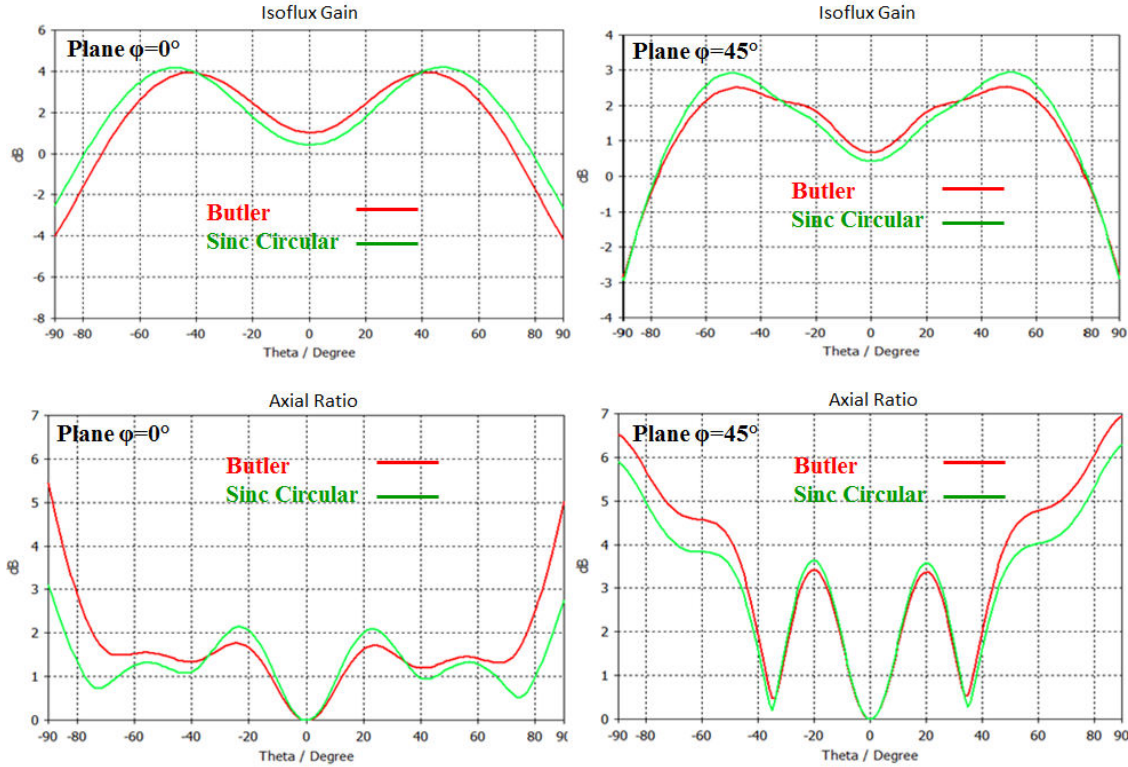 Isoflux Gain
Plane φ=0°
6
4
2
0
-2
-4
-6
-8
dB
Butler
Sinc Circular
-90 -80 -60 -40 -20 0 20 40 60 80 90
Theta / Degree
Isoflux Gain
Plane φ=45°
4
3
2
1
0
-1
-2
-3
-4
dB
Butler
Sinc Circular
-90 -80 -60 -40 -20 0 20 40 60 80 90
Theta / Degree
Axial Ratio
Plane φ=0°
7
6
5
4
3
2
1
0
dB
Butler
Sinc Circular
-90 -80 -60 -40 -20 0 20 40 60 80 90
Theta / Degree
Axial Ratio
Plane φ=45°
7
6
5
4
3
2
1
0
dB
Butler
Sinc Circular
-90 -80 -60 -40 -20 0 20 40 60 80 90
Theta / Degree